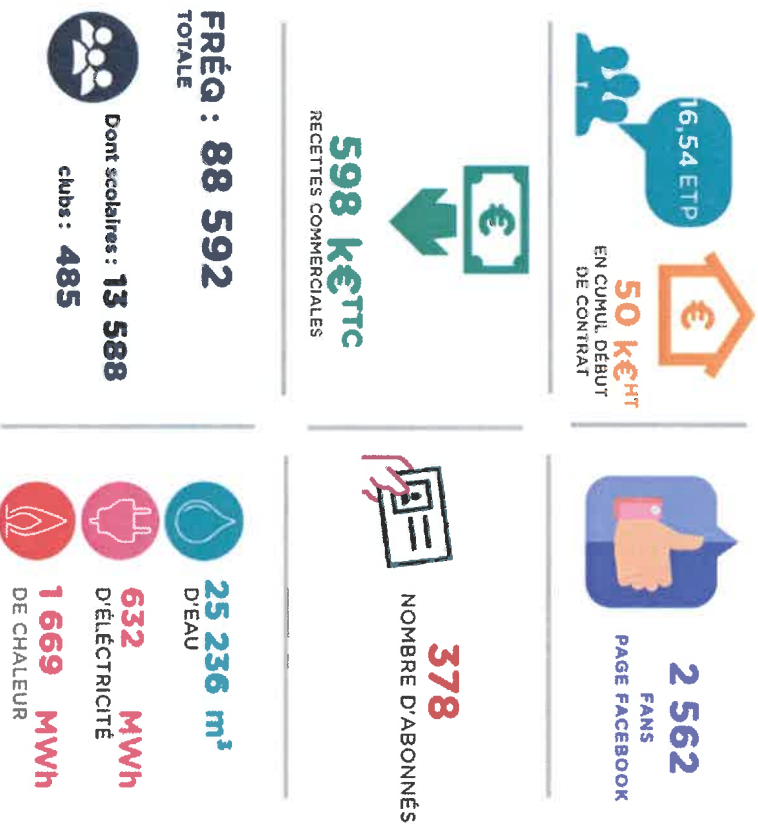 16,54 ETP
50 k€HT
EN CUMUL DÉBUT
DE CONTRAT
2 562
FANS
PAGE FACEBOOK
598 k€TTC
RECETTES COMMERCIALES
378
NOMBRE D'ABONNÉS
FRÉQ : 88 592
TOTALE
Dont scolaires : 13 588
clubs : 485
25 236 m³
D'EAU
632 MWh
D'ÉLÉCTRICITÉ
1 669 MWh
DE CHALEUR